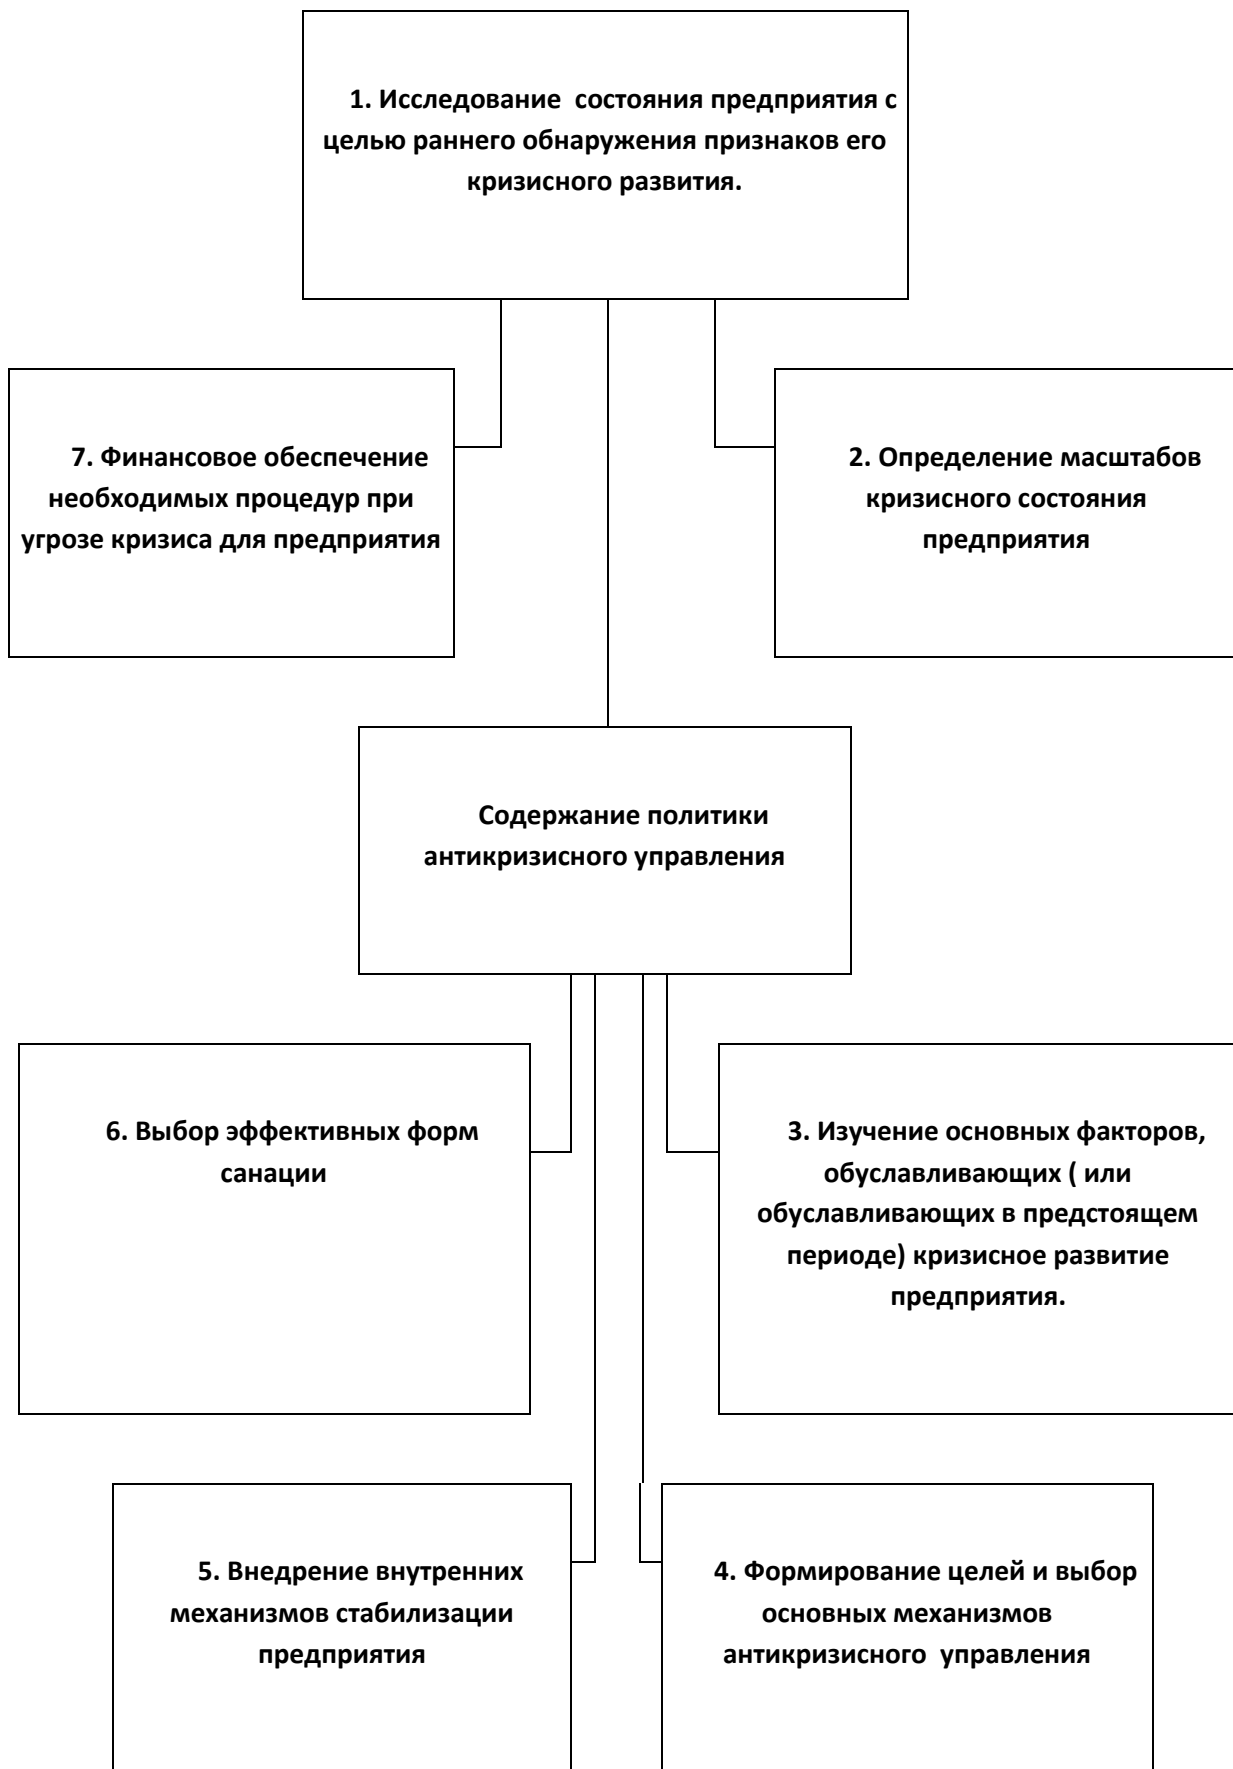 1. Исследование состояния предприятия с
целью раннего обнаружения признаков его
кризисного развития.
7. Финансовое обеспечение
необходимых процедур при
угрозе кризиса для предприятия
2. Определение масштабов
кризисного состояния
предприятия
Содержание политики
антикризисного управления
6. Выбор эффективных форм
санации
3. Изучение основных факторов,
обуславливающих ( или
обуславливающих в предстоящем
периоде) кризисное развитие
предприятия.
5. Внедрение внутренних
механизмов стабилизации
предприятия
4. Формирование целей и выбор
основных механизмов
антикризисного управления